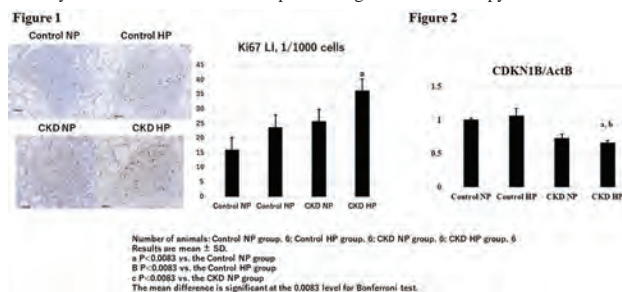 Figure 1
Control NP
Control HP
CKD NP
CKD HP
Ki67 LI, 1/1000 cells
45
40
35
30
25
20
15
10
5
0
a
Control NP
Control HP
CKD NP
CKD HP
Figure 2
CDKN1B/ActB
1.5
1
0.5
0
a, b
Control NP
Control HP
CKD NP
CKD HP
Number of animals: Control NP group, 6; Control HP group, 6; CKD NP group, 6; CKD HP group, 6
Results are mean ± SD.
a P<0.0083 vs. the Control NP group
B P<0.0083 vs. the Control HP group
c P<0.0083 vs. the CKD NP group
The mean difference is significant at the 0.0083 level for Bonferroni test.